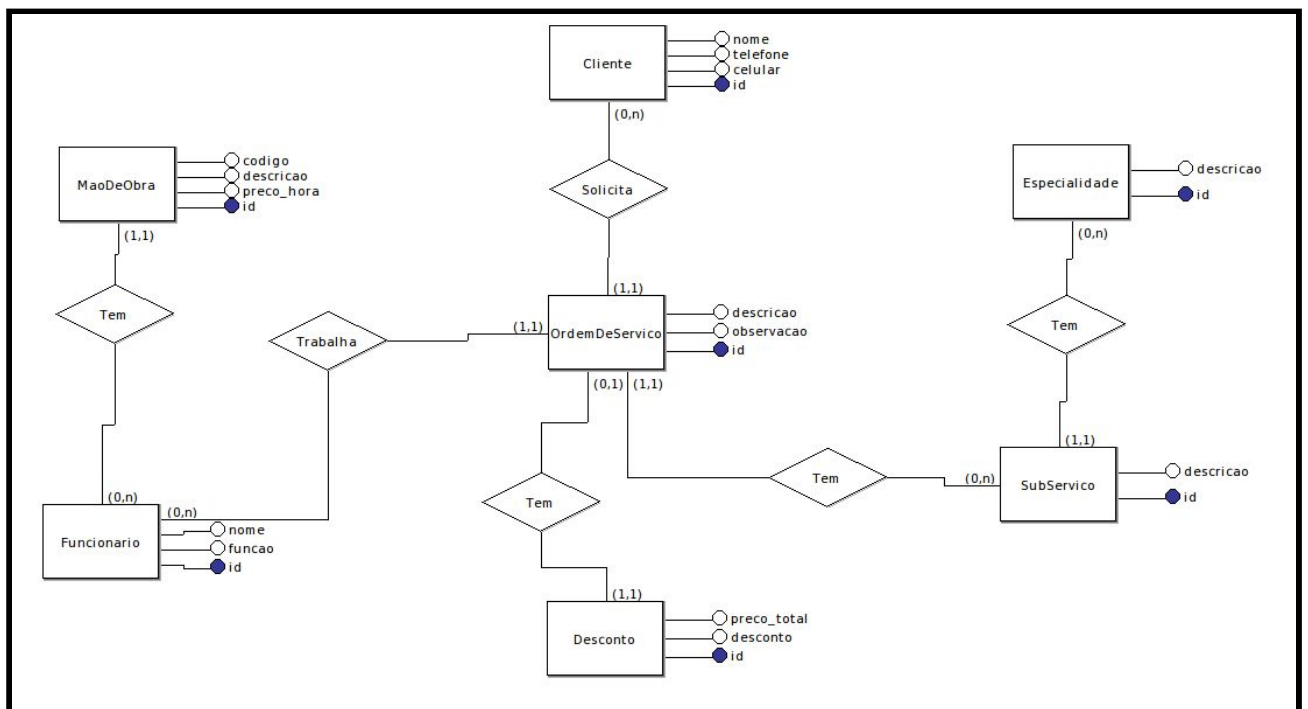 Cliente
nome
telefone
celular
id
(0,n)
Solicita
(1,1)
MaoDeObra
codigo
descricao
preco_hora
id
(1,1)
Tem
(0,n)
Especialidade
descricao
id
(0,n)
Tem
(1,1)
OrdemDeServico
descricao
observacao
id
(1,1)
Trabalha
(0,n)
(0,1)
(1,1)
Tem
(0,n)
SubServico
descricao
id
Tem
(1,1)
Funcionario
nome
funcao
id
Desconto
preco_total
desconto
id